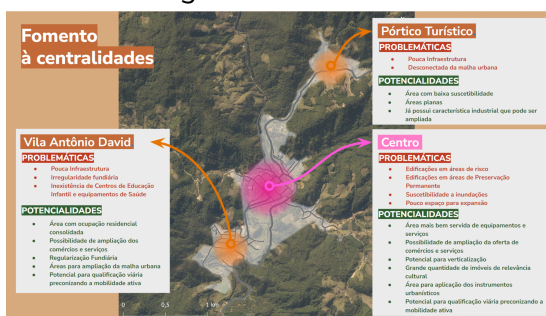 Fomento
à centralidades
Pórtico Turístico
PROBLEMÁTICAS
Pouca Infraestrutura
Desconectada da malha urbana
POTENCIALIDADES
Área com baixa suscetibilidade
Áreas planas
Já possui característica industrial que pode ser
ampliada
Vila Antônio David
PROBLEMÁTICAS
Pouca Infraestrutura
Irregularidade fundiária
Inexistência de Centros de Educação
Infantil e equipamentos de Saúde
POTENCIALIDADES
Área com ocupação residencial
consolidada
Possibilidade de ampliação dos
comércios e serviços
Regularização Fundiária
Áreas para ampliação da malha urbana
Potencial para qualificação viária
preconizando a mobilidade ativa
Centro
PROBLEMÁTICAS
Edificações em áreas de risco
Edificações em áreas de Preservação
Permanente
Suscetibilidade a inundações
Pouco espaço para expansão
POTENCIALIDADES
Área mais bem servida de equipamentos e
serviços
Possibilidade de ampliação da oferta de
comércios e serviços
Potencial para verticalização
Grande quantidade de imóveis de relevância
cultural
Área para aplicação dos instrumentos
urbanísticos
Potencial para qualificação viária preconizando a
mobilidade ativa
0 0,5 1 km